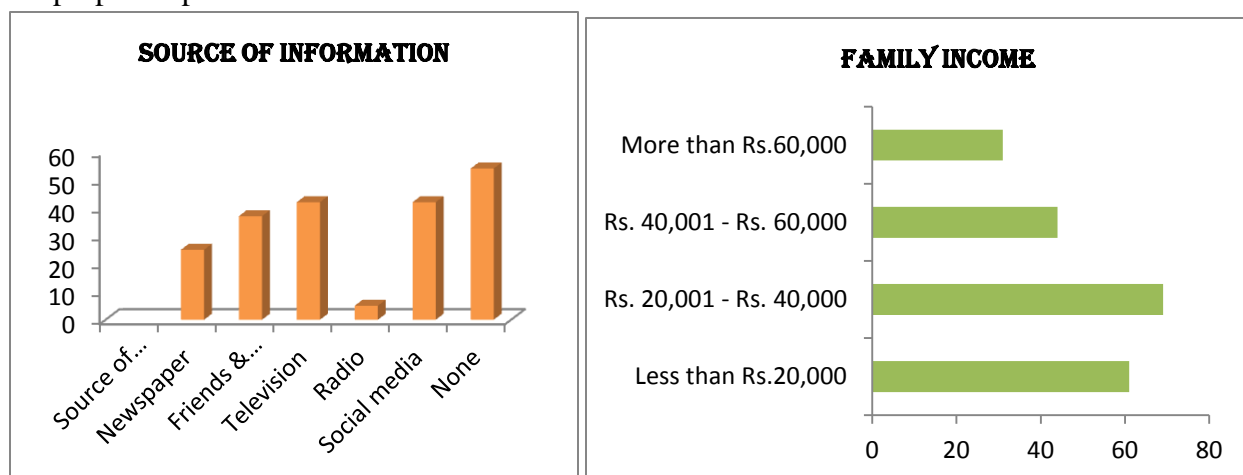 SOURCE OF INFORMATION
60
50
40
30
20
10
0
Source of...
Newspaper
Friends &...
Television
Radio
Social media
None
FAMILY INCOME
More than Rs.60,000
Rs. 40,001 - Rs. 60,000
Rs. 20,001 - Rs. 40,000
Less than Rs.20,000
0 20 40 60 80